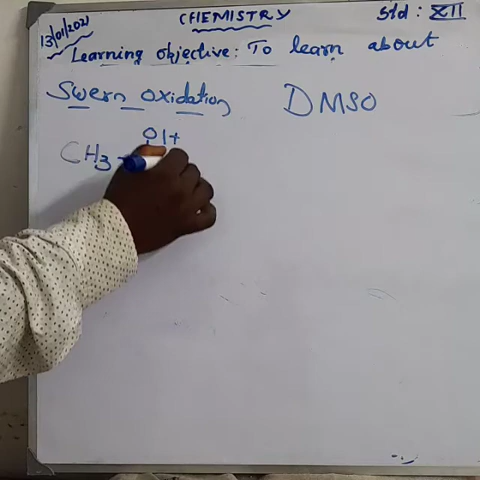 13/01/2021 CHEMISTRY Std : XII
Learning objective: To learn about
Swern oxidation DMSO
OH
CH3 -